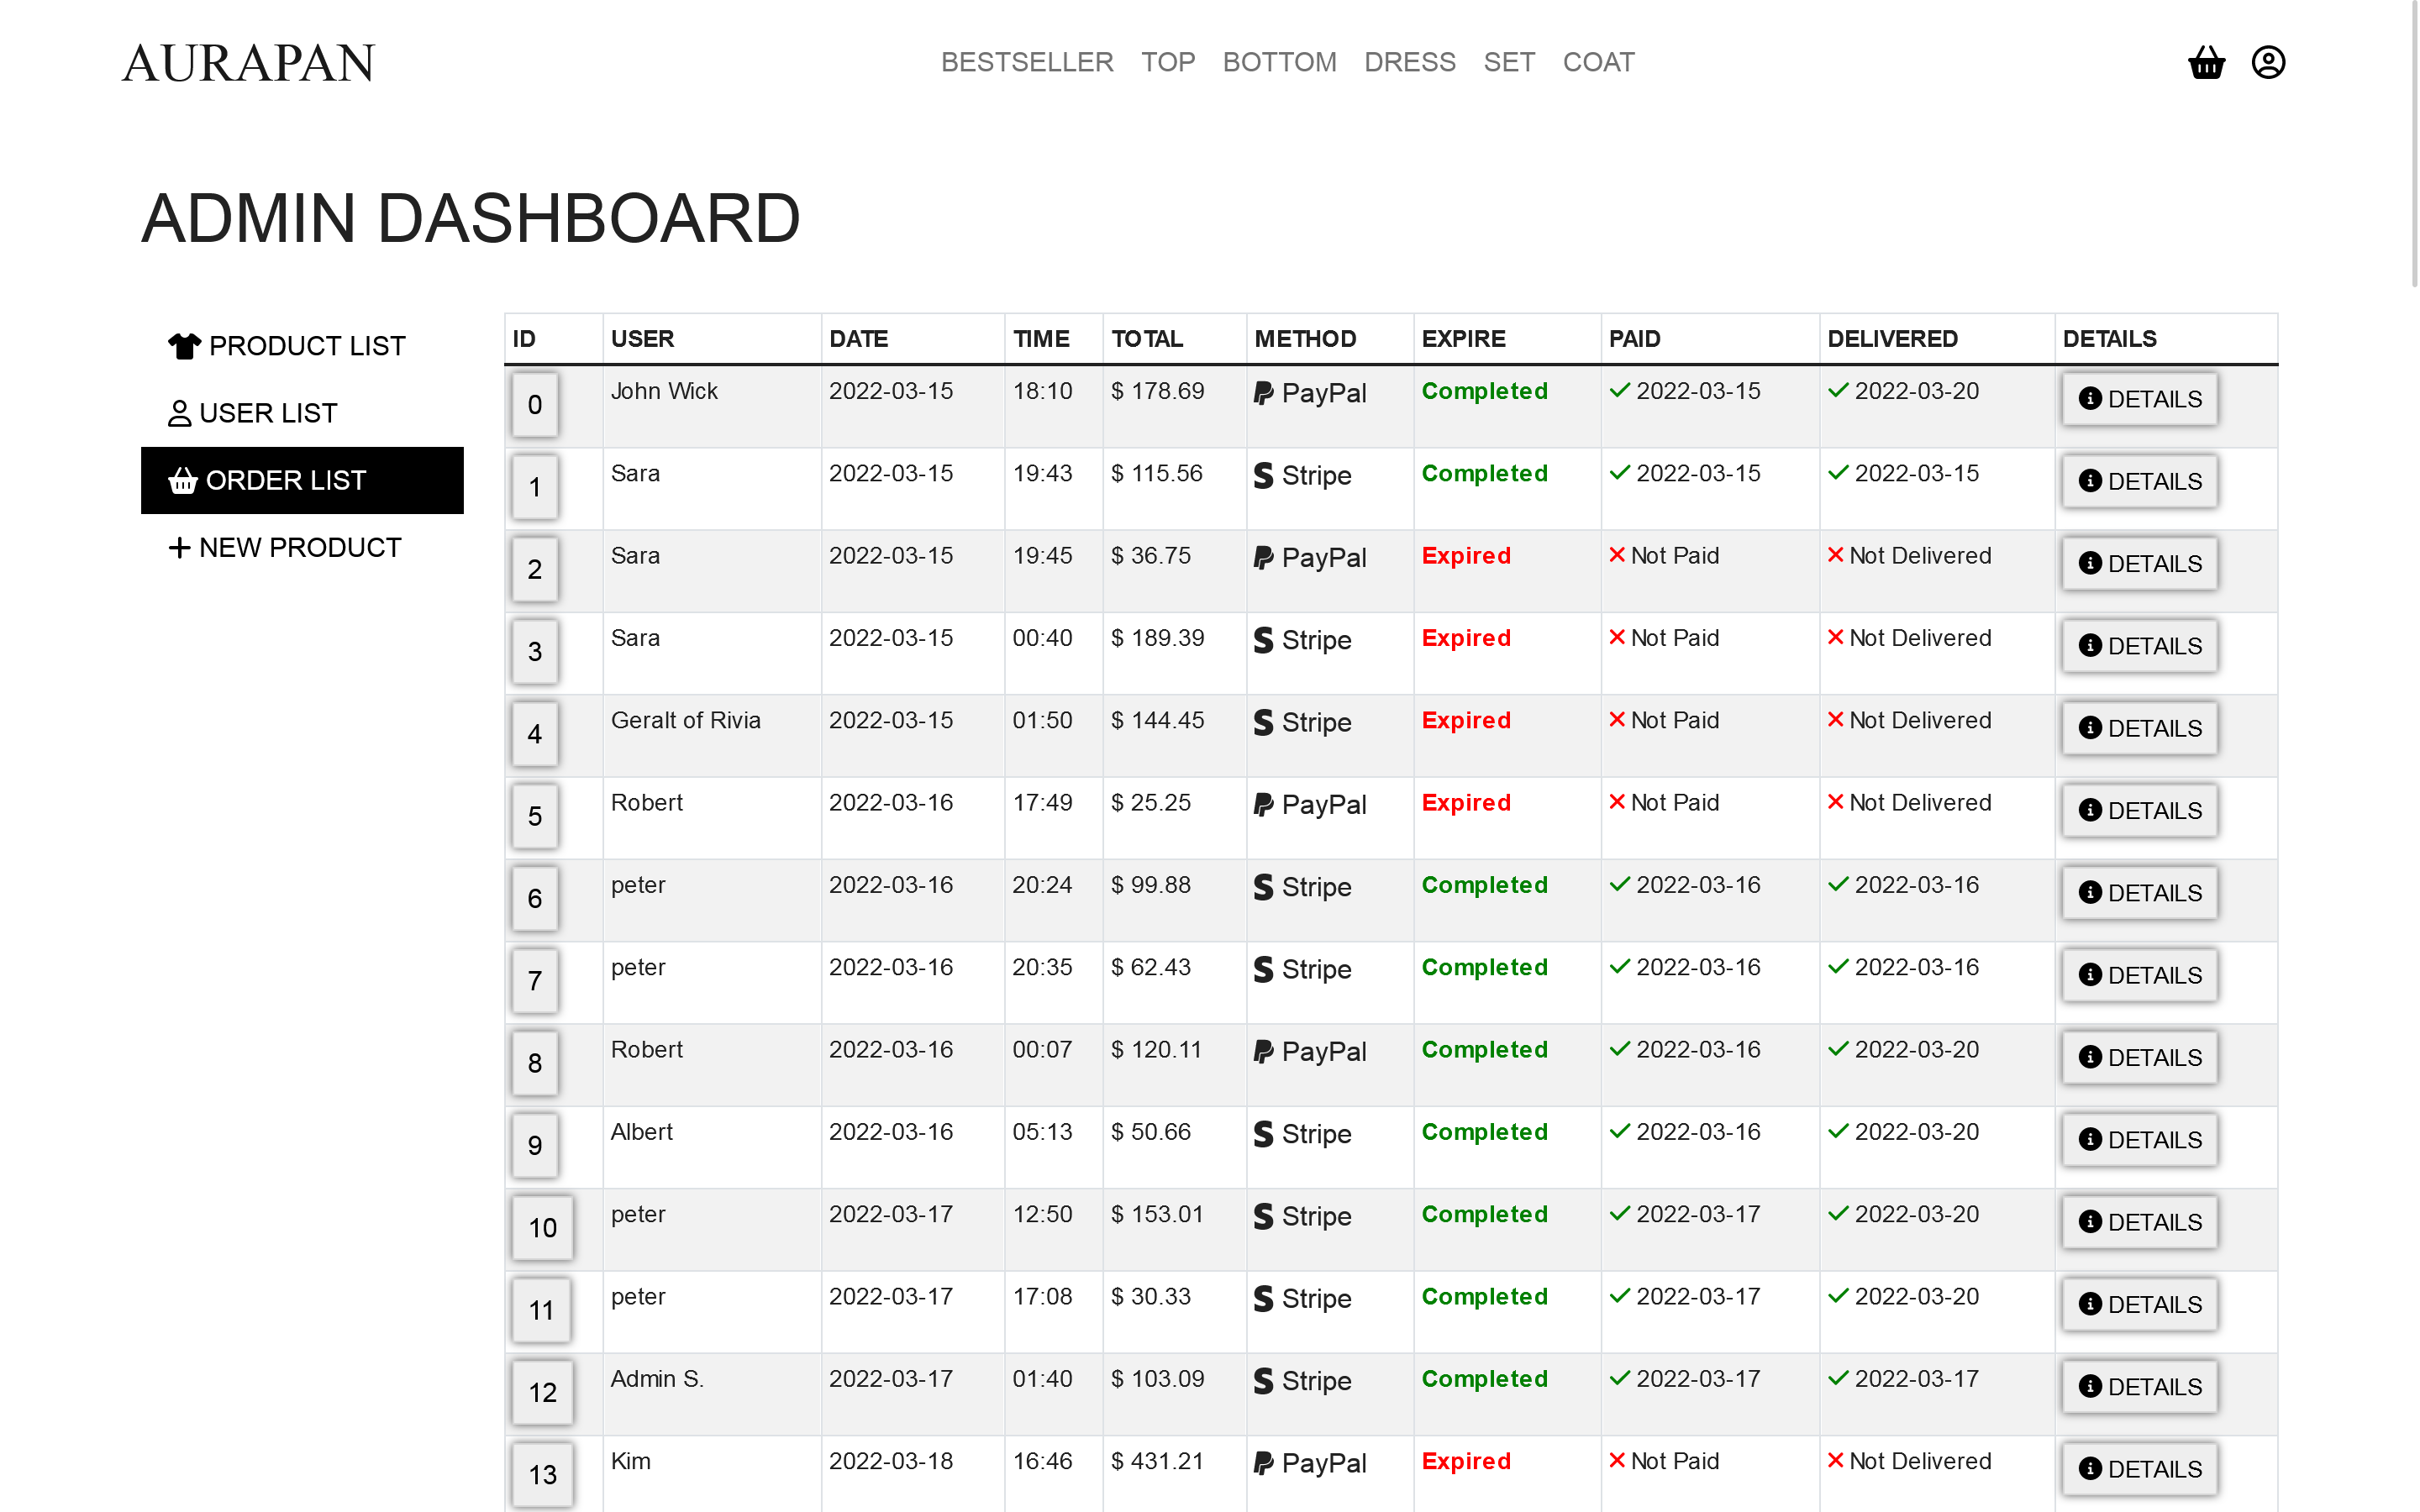 AURAPAN
BESTSELLER TOP BOTTOM DRESS SET COAT
ADMIN DASHBOARD
PRODUCT LIST
USER LIST
ORDER LIST
NEW PRODUCT
ID USER DATE TIME TOTAL METHOD EXPIRE PAID DELIVERED DETAILS
0 John Wick 2022-03-15 18:10 $ 178.69 PayPal Completed 2022-03-15 2022-03-20 DETAILS
1 Sara 2022-03-15 19:43 $ 115.56 Stripe Completed 2022-03-15 2022-03-15 DETAILS
2 Sara 2022-03-15 19:45 $ 36.75 PayPal Expired Not Paid Not Delivered DETAILS
3 Sara 2022-03-15 00:40 $ 189.39 Stripe Expired Not Paid Not Delivered DETAILS
4 Geralt of Rivia 2022-03-15 01:50 $ 144.45 Stripe Expired Not Paid Not Delivered DETAILS
5 Robert 2022-03-16 17:49 $ 25.25 PayPal Expired Not Paid Not Delivered DETAILS
6 peter 2022-03-16 20:24 $ 99.88 Stripe Completed 2022-03-16 2022-03-16 DETAILS
7 peter 2022-03-16 20:35 $ 62.43 Stripe Completed 2022-03-16 2022-03-16 DETAILS
8 Robert 2022-03-16 00:07 $ 120.11 PayPal Completed 2022-03-16 2022-03-20 DETAILS
9 Albert 2022-03-16 05:13 $ 50.66 Stripe Completed 2022-03-16 2022-03-20 DETAILS
10 peter 2022-03-17 12:50 $ 153.01 Stripe Completed 2022-03-17 2022-03-20 DETAILS
11 peter 2022-03-17 17:08 $ 30.33 Stripe Completed 2022-03-17 2022-03-20 DETAILS
12 Admin S. 2022-03-17 01:40 $ 103.09 Stripe Completed 2022-03-17 2022-03-17 DETAILS
13 Kim 2022-03-18 16:46 $ 431.21 PayPal Expired Not Paid Not Delivered DETAILS